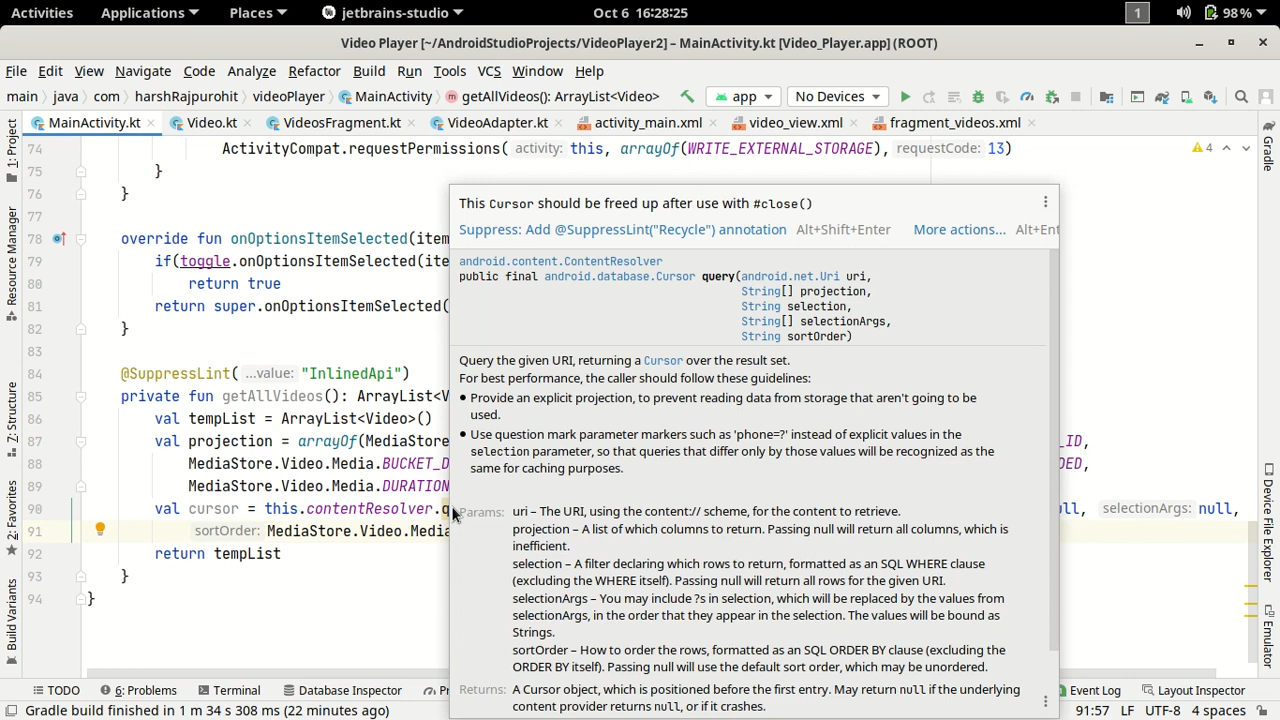 Activities Applications Places jetbrains-studio Oct 6 16:28:25 1 98%
Video Player [~/AndroidStudioProjects/VideoPlayer2] – MainActivity.kt [Video_Player.app] (ROOT)
File Edit View Navigate Code Analyze Refactor Build Run Tools VCS Window Help
main java com harshRajpurohit videoPlayer MainActivity getAllVideos(): ArrayList<Video> app No Devices
MainActivity.kt Video.kt VideosFragment.kt VideoAdapter.kt activity_main.xml video_view.xml fragment_videos.xml
1: Project
Resource Manager
7: Structure
2: Favorites
Build Variants
74 ActivityCompat.requestPermissions( activity: this, arrayOf(WRITE_EXTERNAL_STORAGE), requestCode: 13) 4
75 }
76 }
77
78 override fun onOptionsItemSelected(item
79 if(toggle.onOptionsItemSelected(ite
80 return true
81 return super.onOptionsItemSelected(
82 }
83
84 @SuppressLint( ...value: "InlinedApi")
85 private fun getAllVideos(): ArrayList<V
86 val tempList = ArrayList<Video>()
87 val projection = arrayOf(MediaStore _ID,
88 MediaStore.Video.Media.BUCKET_D DED,
89 MediaStore.Video.Media.DURATION
90 val cursor = this.contentResolver.q ull, selectionArgs: null,
91 sortOrder: MediaStore.Video.Media
92 return tempList
93 }
94 }
This Cursor should be freed up after use with #close()
Suppress: Add @SuppressLint("Recycle") annotation Alt+Shift+Enter More actions... Alt+Ent
android.content.ContentResolver
public final android.database.Cursor query(android.net.Uri uri,
String[] projection,
String selection,
String[] selectionArgs,
String sortOrder)
Query the given URI, returning a Cursor over the result set.
For best performance, the caller should follow these guidelines:
• Provide an explicit projection, to prevent reading data from storage that aren't going to be
used.
• Use question mark parameter markers such as 'phone=?' instead of explicit values in the
selection parameter, so that queries that differ only by those values will be recognized as the
same for caching purposes.
Params: uri – The URI, using the content:// scheme, for the content to retrieve.
projection – A list of which columns to return. Passing null will return all columns, which is
inefficient.
selection – A filter declaring which rows to return, formatted as an SQL WHERE clause
(excluding the WHERE itself). Passing null will return all rows for the given URI.
selectionArgs – You may include ?s in selection, which will be replaced by the values from
selectionArgs, in the order that they appear in the selection. The values will be bound as
Strings.
sortOrder – How to order the rows, formatted as an SQL ORDER BY clause (excluding the
ORDER BY itself). Passing null will use the default sort order, which may be unordered.
Returns: A Cursor object, which is positioned before the first entry. May return null if the underlying
content provider returns null, or if it crashes.
Gradle
Device File Explorer
Emulator
TODO 6: Problems Terminal Database Inspector Pr Event Log Layout Inspector
Gradle build finished in 1 m 34 s 308 ms (22 minutes ago) 91:57 LF UTF-8 4 spaces